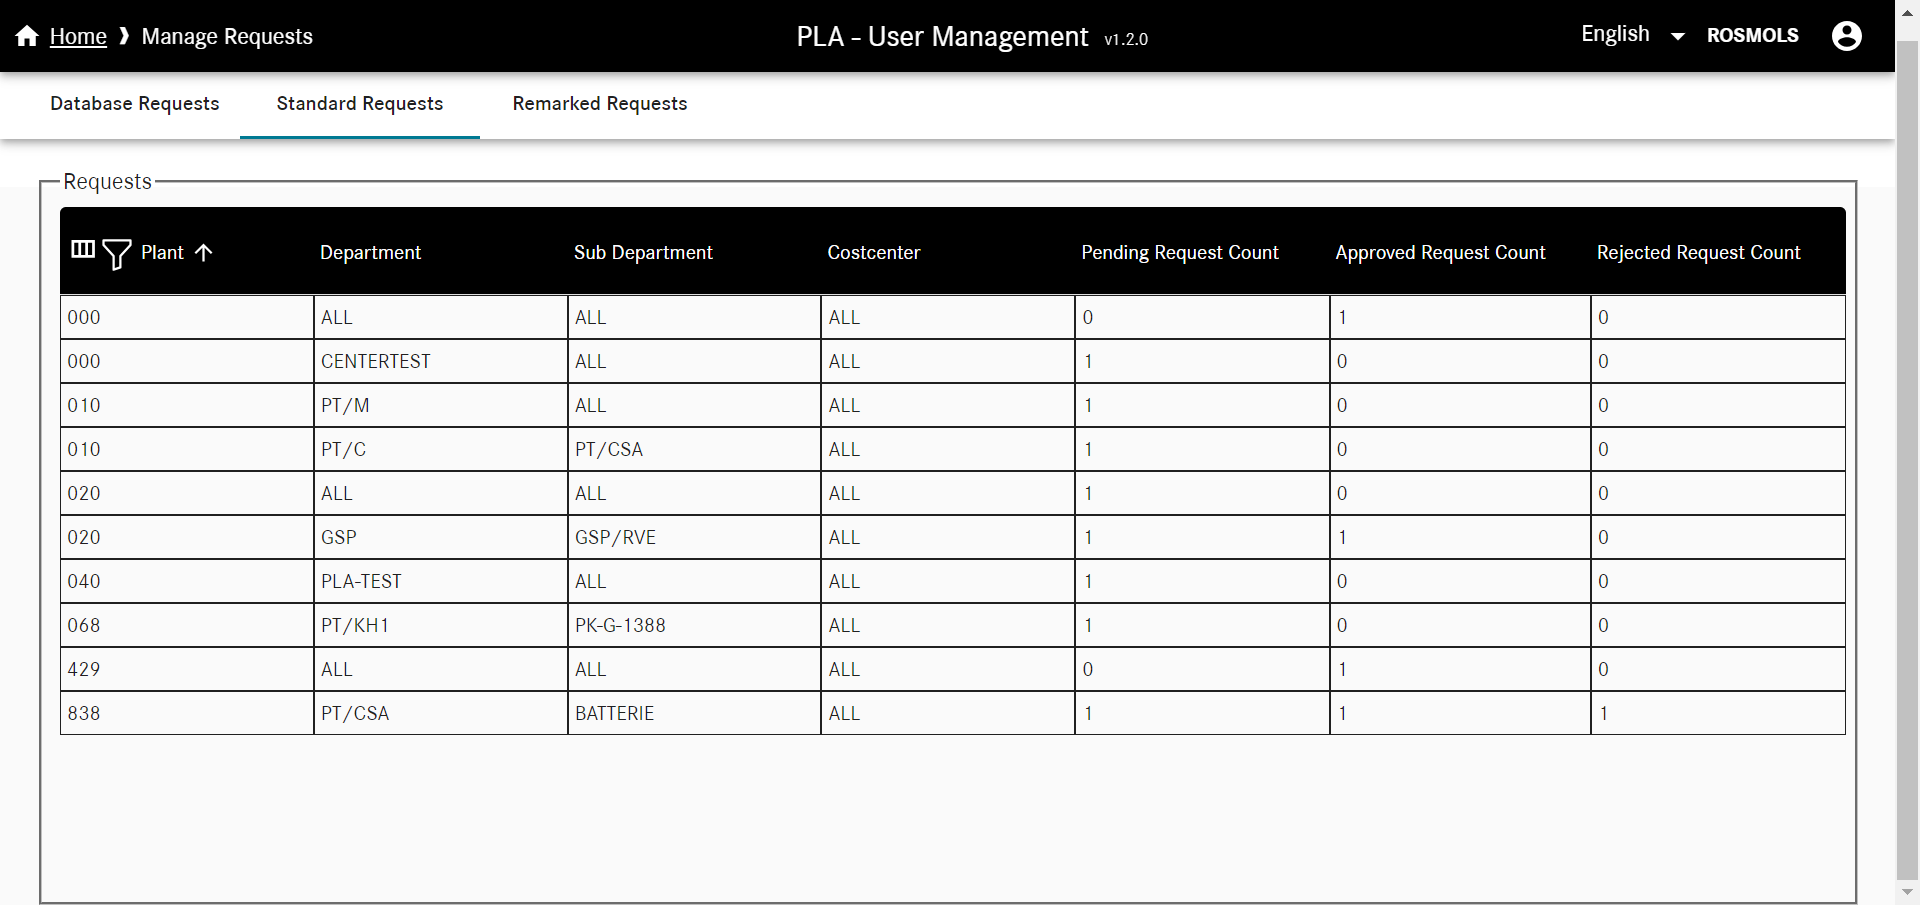 Home ❱ Manage Requests PLA - User Management v1.2.0 English ROSMOLS
Database Requests Standard Requests Remarked Requests
Requests
Plant Department Sub Department Costcenter Pending Request Count Approved Request Count Rejected Request Count
000 ALL ALL ALL 0 1 0
000 CENTERTEST ALL ALL 1 0 0
010 PT/M ALL ALL 1 0 0
010 PT/C PT/CSA ALL 1 0 0
020 ALL ALL ALL 1 0 0
020 GSP GSP/RVE ALL 1 1 0
040 PLA-TEST ALL ALL 1 0 0
068 PT/KH1 PK-G-1388 ALL 1 0 0
429 ALL ALL ALL 0 1 0
838 PT/CSA BATTERIE ALL 1 1 1